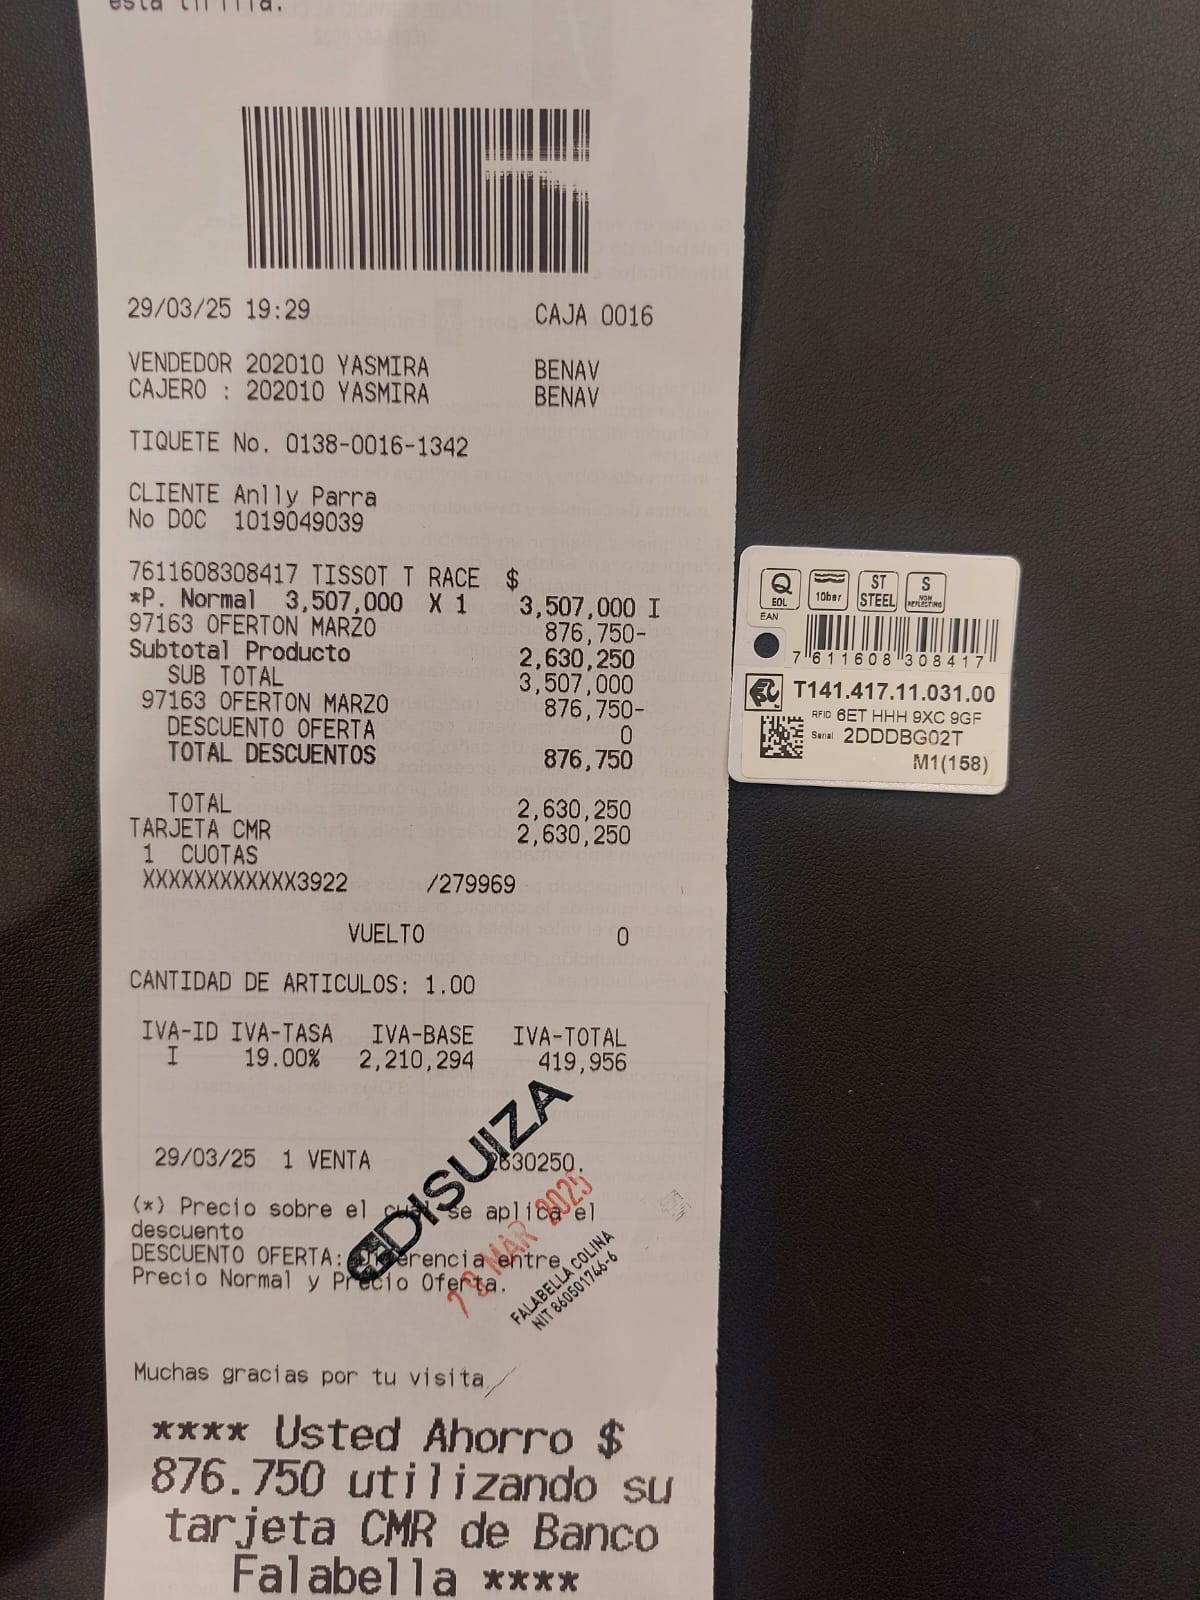 esta tirilla.
29/03/25 19:29 CAJA 0016
VENDEDOR 202010 YASMIRA BENAV
CAJERO : 202010 YASMIRA BENAV
TIQUETE No. 0138-0016-1342
CLIENTE Anlly Parra
No DOC 1019049039
7611608308417 TISSOT T RACE $
*P. Normal 3,507,000 X 1 3,507,000 I
97163 OFERTON MARZO 876,750-
Subtotal Producto 2,630,250
SUB TOTAL 3,507,000
97163 OFERTON MARZO 876,750-
DESCUENTO OFERTA 0
TOTAL DESCUENTOS 876,750
TOTAL 2,630,250
TARJETA CMR 2,630,250
1 CUOTAS
XXXXXXXXXXXX3922 /279969
VUELTO 0
CANTIDAD DE ARTICULOS: 1.00
IVA-ID IVA-TASA IVA-BASE IVA-TOTAL
I 19.00% 2,210,294 419,956
29/03/25 1 VENTA 2630250.
(*) Precio sobre el cual se aplica el
descuento
DESCUENTO OFERTA: Diferencia entre
Precio Normal y Precio Oferta.
EDISUIZA
29 MAR 2025
FALABELLA COLINA
NIT 860501746-6
Muchas gracias por tu visita
**** Usted Ahorro $
876.750 utilizando su
tarjeta CMR de Banco
Falabella ****
Q EOL
10bar
ST STEEL
S NON REFLECTING
EAN
7 611608 308417
T141.417.11.031.00
RFID 6ET HHH 9XC 9GF
Serial 2DDDBG02T
M1(158)